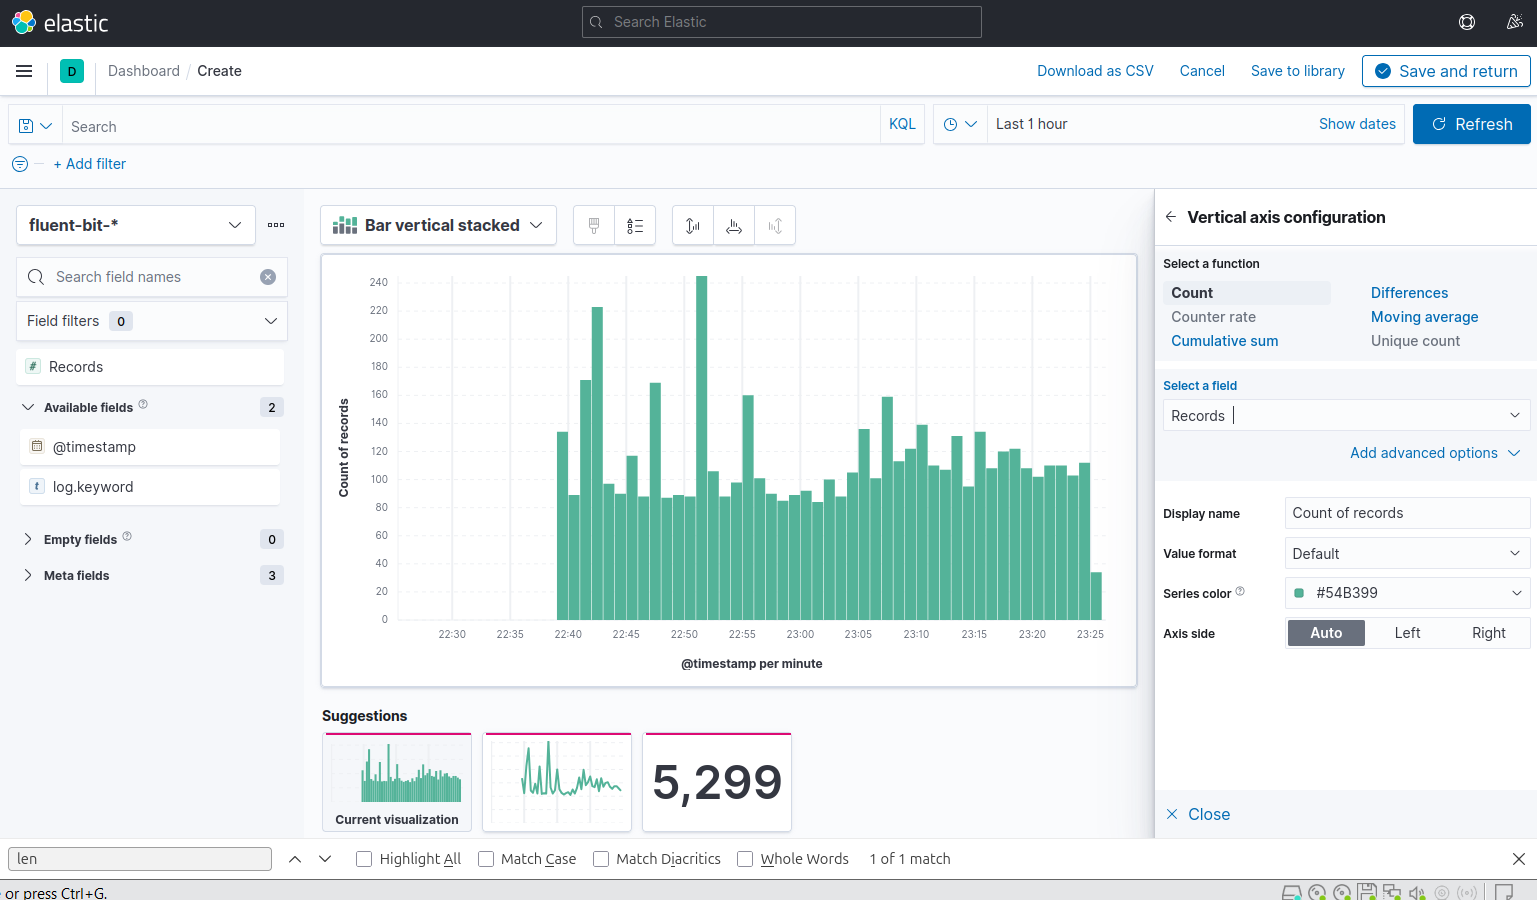 elastic
Search Elastic
D
Dashboard / Create
Download as CSV
Cancel
Save to library
Save and return
Search
KQL
Last 1 hour
Show dates
Refresh
+ Add filter
fluent-bit-*
Search field names
Field filters 0
# Records
Available fields 2
@timestamp
t log.keyword
Empty fields 0
Meta fields 3
Bar vertical stacked
240
220
200
180
160
140
120
100
80
60
40
20
0
Count of records
22:30 22:35 22:40 22:45 22:50 22:55 23:00 23:05 23:10 23:15 23:20 23:25
@timestamp per minute
Suggestions
Current visualization
5,299
Vertical axis configuration
Select a function
Count Differences
Counter rate Moving average
Cumulative sum Unique count
Select a field
Records
Add advanced options
Display name Count of records
Value format Default
Series color #54B399
Axis side Auto Left Right
Close
len
Highlight All
Match Case
Match Diacritics
Whole Words
1 of 1 match
or press Ctrl+G.